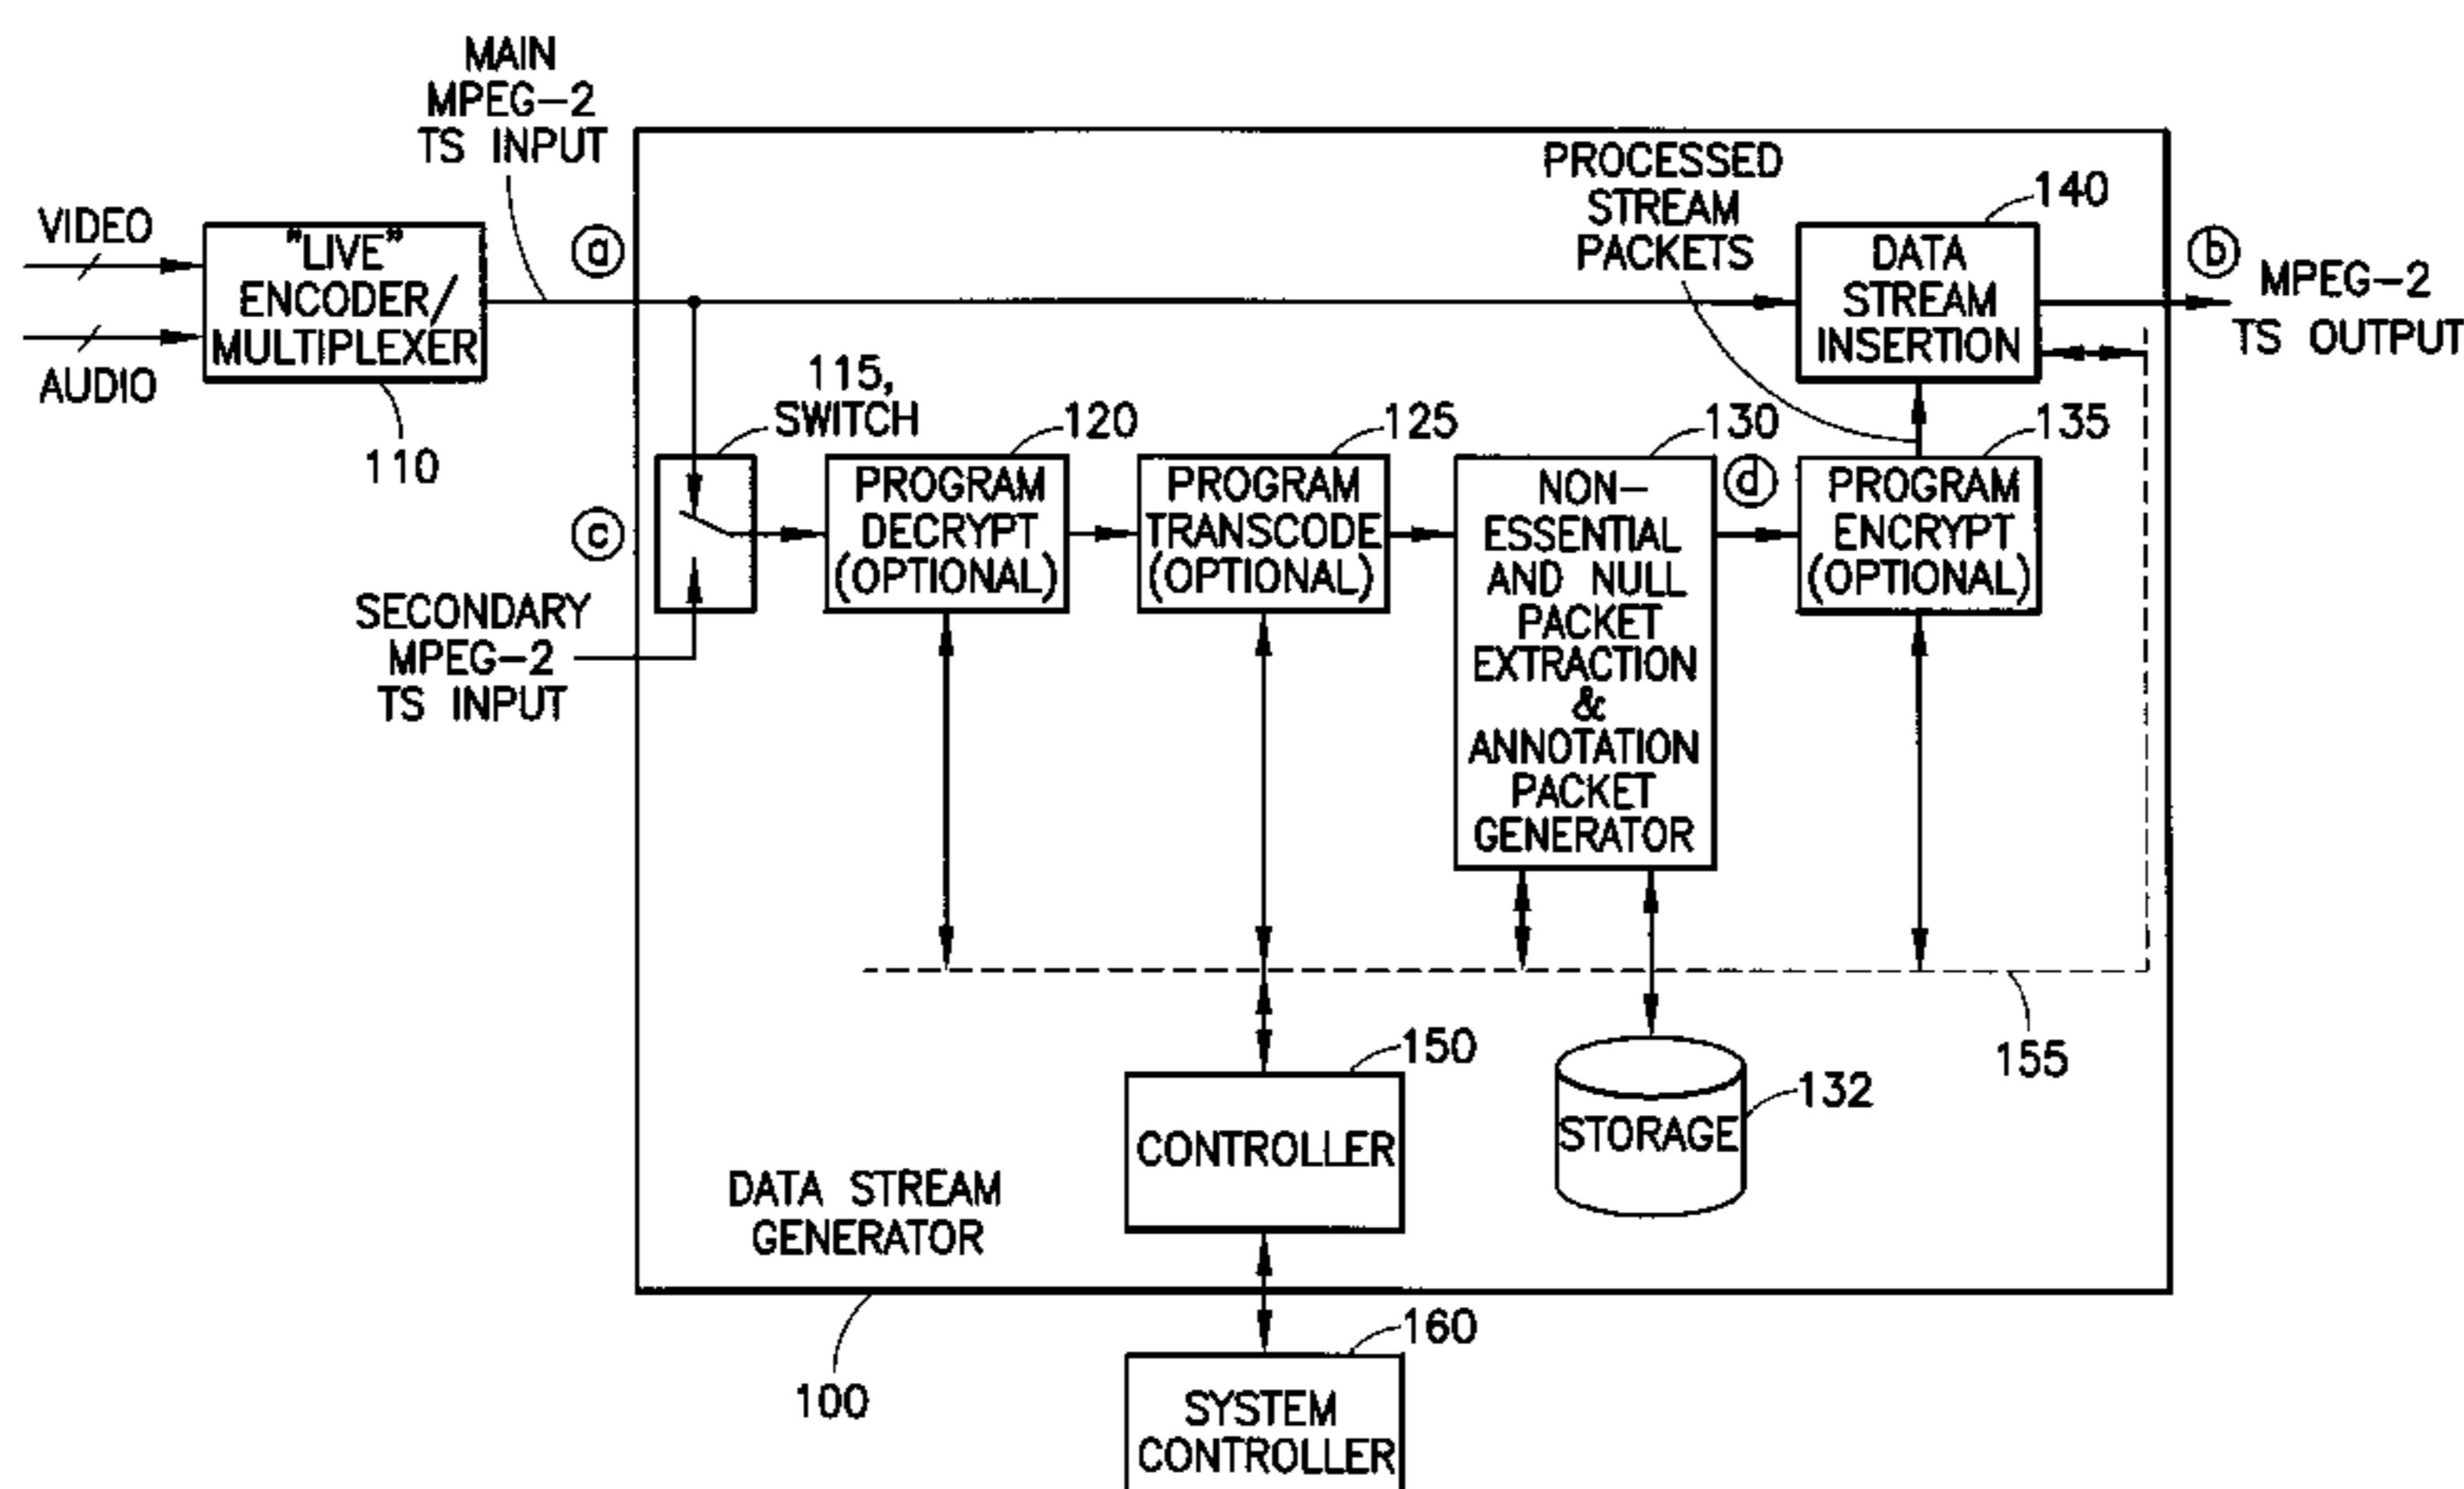 MAIN
MPEG-2
TS INPUT
VIDEO
AUDIO
"LIVE"
ENCODER/
MULTIPLEXER
110
a
PROCESSED
STREAM
PACKETS
140
DATA
STREAM
INSERTION
b
MPEG-2
TS OUTPUT
115,
SWITCH
c
SECONDARY
MPEG-2
TS INPUT
120
PROGRAM
DECRYPT
(OPTIONAL)
125
PROGRAM
TRANSCODE
(OPTIONAL)
130
NON-
ESSENTIAL
AND NULL
PACKET
EXTRACTION
&
ANNOTATION
PACKET
GENERATOR
d
135
PROGRAM
ENCRYPT
(OPTIONAL)
155
150
CONTROLLER
132
STORAGE
DATA STREAM
GENERATOR
100
160
SYSTEM
CONTROLLER